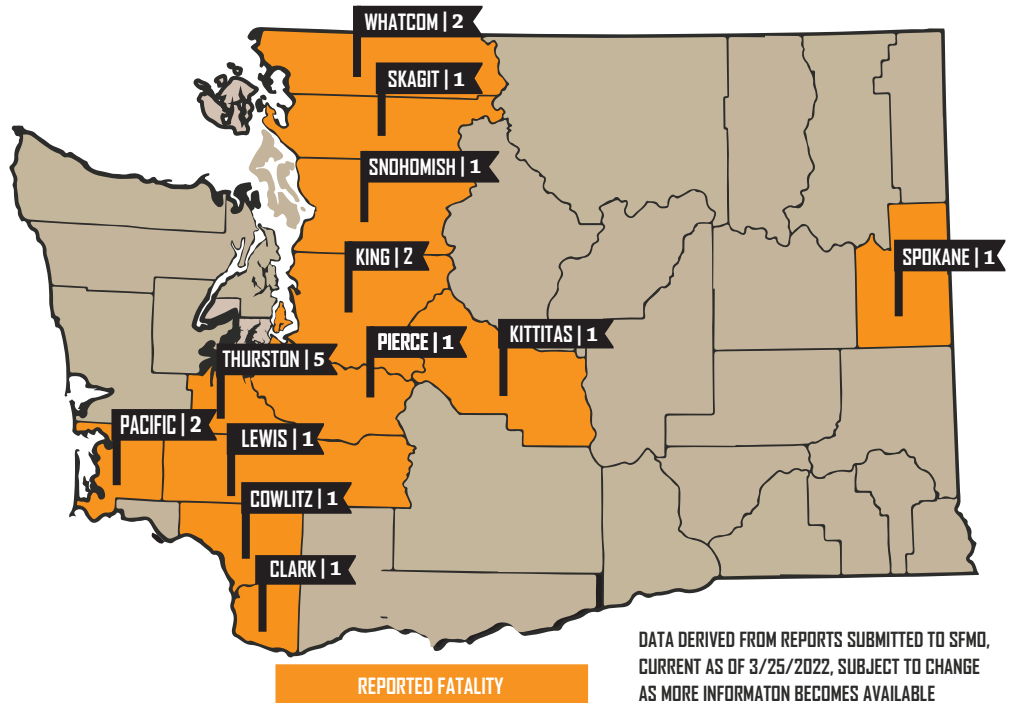 WHATCOM | 2
SKAGIT | 1
SNOHOMISH | 1
KING | 2
SPOKANE | 1
PIERCE | 1
KITTITAS | 1
THURSTON | 5
PACIFIC | 2
LEWIS | 1
COWLITZ | 1
CLARK | 1
REPORTED FATALITY
DATA DERIVED FROM REPORTS SUBMITTED TO SFMO,
CURRENT AS OF 3/25/2022, SUBJECT TO CHANGE
AS MORE INFORMATON BECOMES AVAILABLE